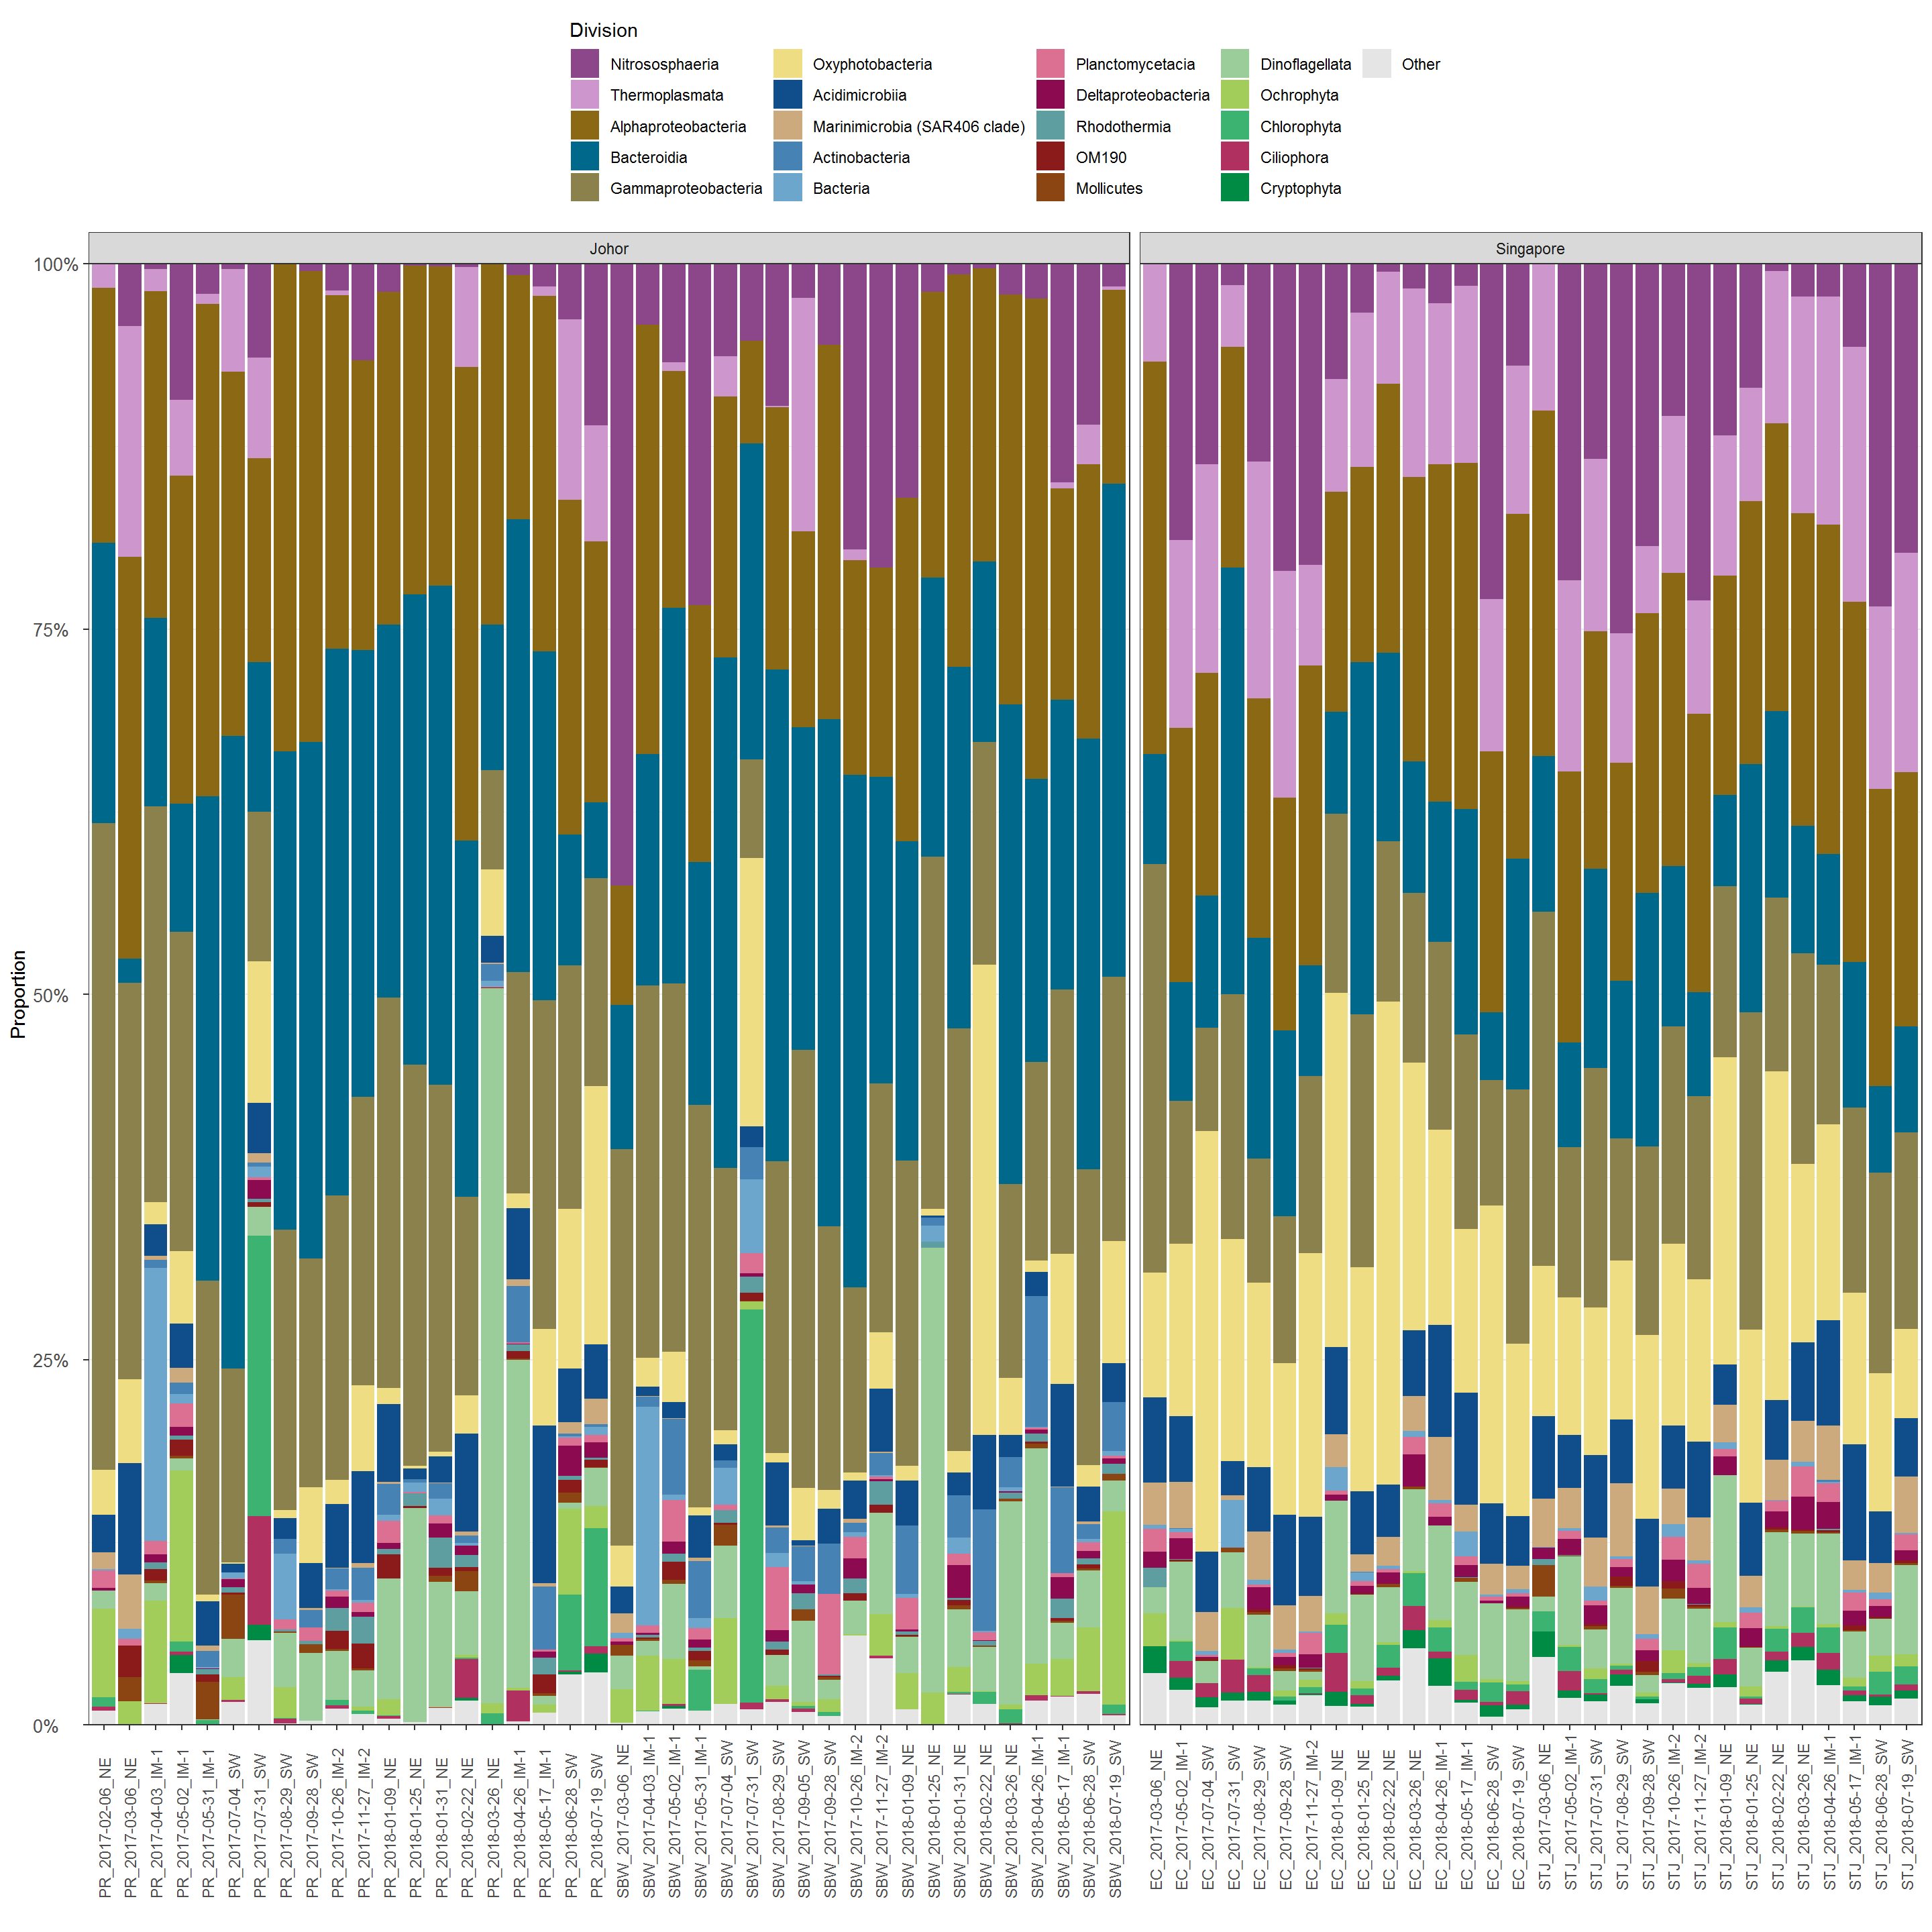 Division
Nitrososphaeria
Thermoplasmata
Alphaproteobacteria
Bacteroidia
Gammaproteobacteria
Oxyphotobacteria
Acidimicrobiia
Marinimicrobia (SAR406 clade)
Actinobacteria
Bacteria
Planctomycetacia
Deltaproteobacteria
Rhodothermia
OM190
Mollicutes
Dinoflagellata
Ochrophyta
Chlorophyta
Ciliophora
Cryptophyta
Other
Johor
Singapore
Proportion
100%
75%
50%
25%
0%
PR_2017-02-06_NE
PR_2017-03-06_NE
PR_2017-04-03_IM-1
PR_2017-05-02_IM-1
PR_2017-05-31_IM-1
PR_2017-07-04_SW
PR_2017-07-31_SW
PR_2017-08-29_SW
PR_2017-09-28_SW
PR_2017-10-26_IM-2
PR_2017-11-27_IM-2
PR_2018-01-09_NE
PR_2018-01-25_NE
PR_2018-01-31_NE
PR_2018-02-22_NE
PR_2018-03-26_NE
PR_2018-04-26_IM-1
PR_2018-05-17_IM-1
PR_2018-06-28_SW
PR_2018-07-19_SW
SBW_2017-03-06_NE
SBW_2017-04-03_IM-1
SBW_2017-05-02_IM-1
SBW_2017-05-31_IM-1
SBW_2017-07-04_SW
SBW_2017-07-31_SW
SBW_2017-08-29_SW
SBW_2017-09-05_SW
SBW_2017-09-28_SW
SBW_2017-10-26_IM-2
SBW_2017-11-27_IM-2
SBW_2018-01-09_NE
SBW_2018-01-25_NE
SBW_2018-01-31_NE
SBW_2018-02-22_NE
SBW_2018-03-26_NE
SBW_2018-04-26_IM-1
SBW_2018-05-17_IM-1
SBW_2018-06-28_SW
SBW_2018-07-19_SW
EC_2017-03-06_NE
EC_2017-05-02_IM-1
EC_2017-07-04_SW
EC_2017-07-31_SW
EC_2017-08-29_SW
EC_2017-09-28_SW
EC_2017-11-27_IM-2
EC_2018-01-09_NE
EC_2018-01-25_NE
EC_2018-02-22_NE
EC_2018-03-26_NE
EC_2018-04-26_IM-1
EC_2018-05-17_IM-1
EC_2018-06-28_SW
EC_2018-07-19_SW
STJ_2017-03-06_NE
STJ_2017-05-02_IM-1
STJ_2017-07-31_SW
STJ_2017-08-29_SW
STJ_2017-09-28_SW
STJ_2017-10-26_IM-2
STJ_2017-11-27_IM-2
STJ_2018-01-09_NE
STJ_2018-01-25_NE
STJ_2018-02-22_NE
STJ_2018-03-26_NE
STJ_2018-04-26_IM-1
STJ_2018-05-17_IM-1
STJ_2018-06-28_SW
STJ_2018-07-19_SW